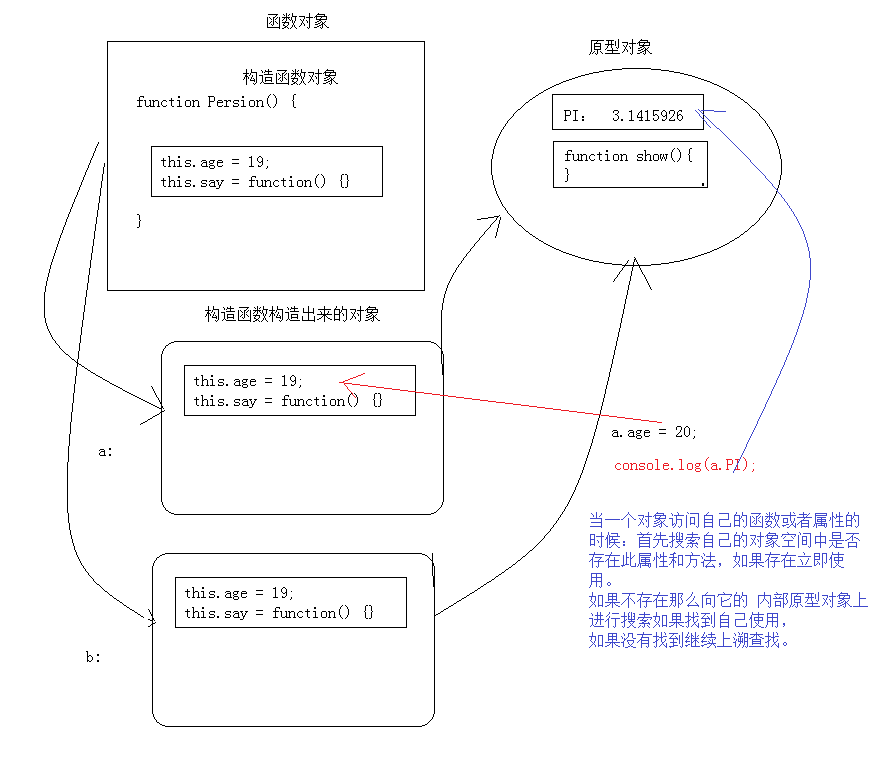 函数对象
构造函数对象
function Persion() {
this.age = 19;
this.say = function() {}
}
原型对象
PI: 3.1415926
function show(){
}
构造函数构造出来的对象
a:
this.age = 19;
this.say = function() {}
a.age = 20;
console.log(a.PI);
b:
this.age = 19;
this.say = function() {}
当一个对象访问自己的函数或者属性的
时候：首先搜索自己的对象空间中是否
存在此属性和方法，如果存在立即使
用。
如果不存在那么向它的 内部原型对象上
进行搜索如果找到自己使用，
如果没有找到继续上溯查找。